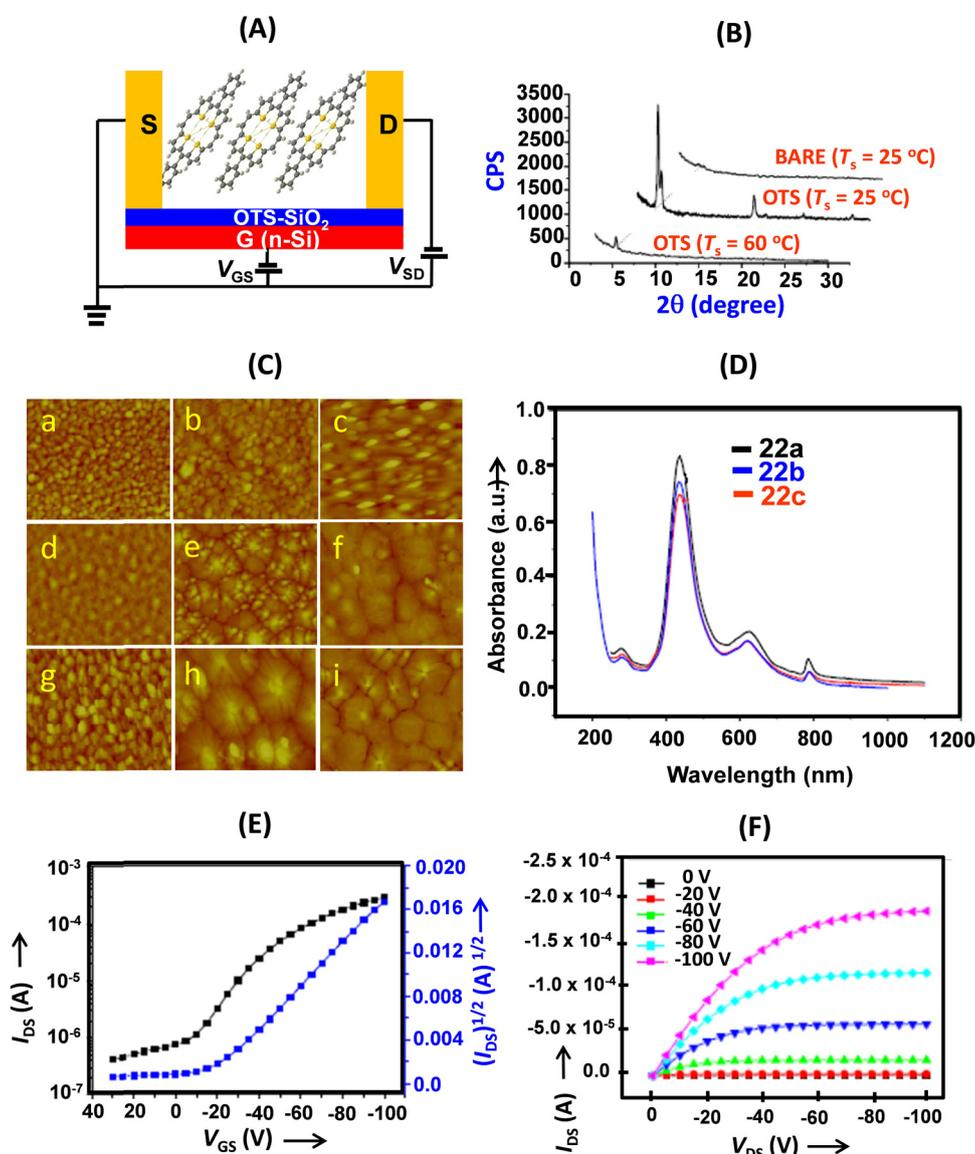 (A)
S
D
OTS-SiO2
G (n-Si)
VGS
VSD
(B)
3500
3000
2500
2000
1500
1000
500
0
CPS
BARE (Ts = 25 °C)
OTS (Ts = 25 °C)
OTS (Ts = 60 °C)
0 5 10 15 20 25 30
2θ (degree)
(C)
a
b
c
d
e
f
g
h
i
(D)
1.0
0.8
0.6
0.4
0.2
0.0
Absorbance (a.u.)→
22a
22b
22c
200 400 600 800 1000 1200
Wavelength (nm)
(E)
10-3
10-4
10-5
10-6
10-7
IDS (A) →
0.020
0.016
0.012
0.008
0.004
0.0
(IDS)1/2 (A) 1/2→
40 20 0 -20 -40 -60 -80 -100
VGS (V) →
(F)
-2.5 x 10-4
-2.0 x 10-4
-1.5 x 10-4
-1.0 x 10-4
-5.0 x 10-5
0.0
IDS (A) →
0 V
-20 V
-40 V
-60 V
-80 V
-100 V
0 -20 -40 -60 -80 -100
VDS (V) →